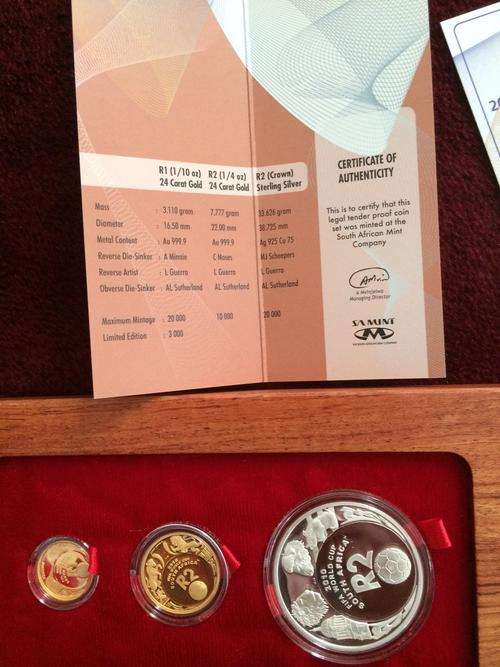 R1 (1/10 oz) R2 (1/4 oz) R2 (Crown)
24 Carat Gold 24 Carat Gold Sterling Silver
Mass : 3.110 gram 7,777 gram 33.626 gram
Diameter : 16.50 mm 22.00 mm 38.725 mm
Metal Content : Au 999.9 Au 999.9 Ag 925 Cu 75
Reverse Die-Sinker : A Minnie C Moses MJ Scheepers
Reverse Artist : L Guerra L Guerra L Guerra
Obverse Die-Sinker : AL Sutherland AL Sutherland AL Sutherland
Maximum Mintage : 20 000 10 000 20 000
Limited Edition : 3 000
CERTIFICATE OF
AUTHENTICITY
This is to certify that this
legal tender proof coin
set was minted at the
South African Mint
Company
Managing Director
SA MINT
20
R2
2010
FIFA
WORLD CUP
SOUTH AFRICA
R2